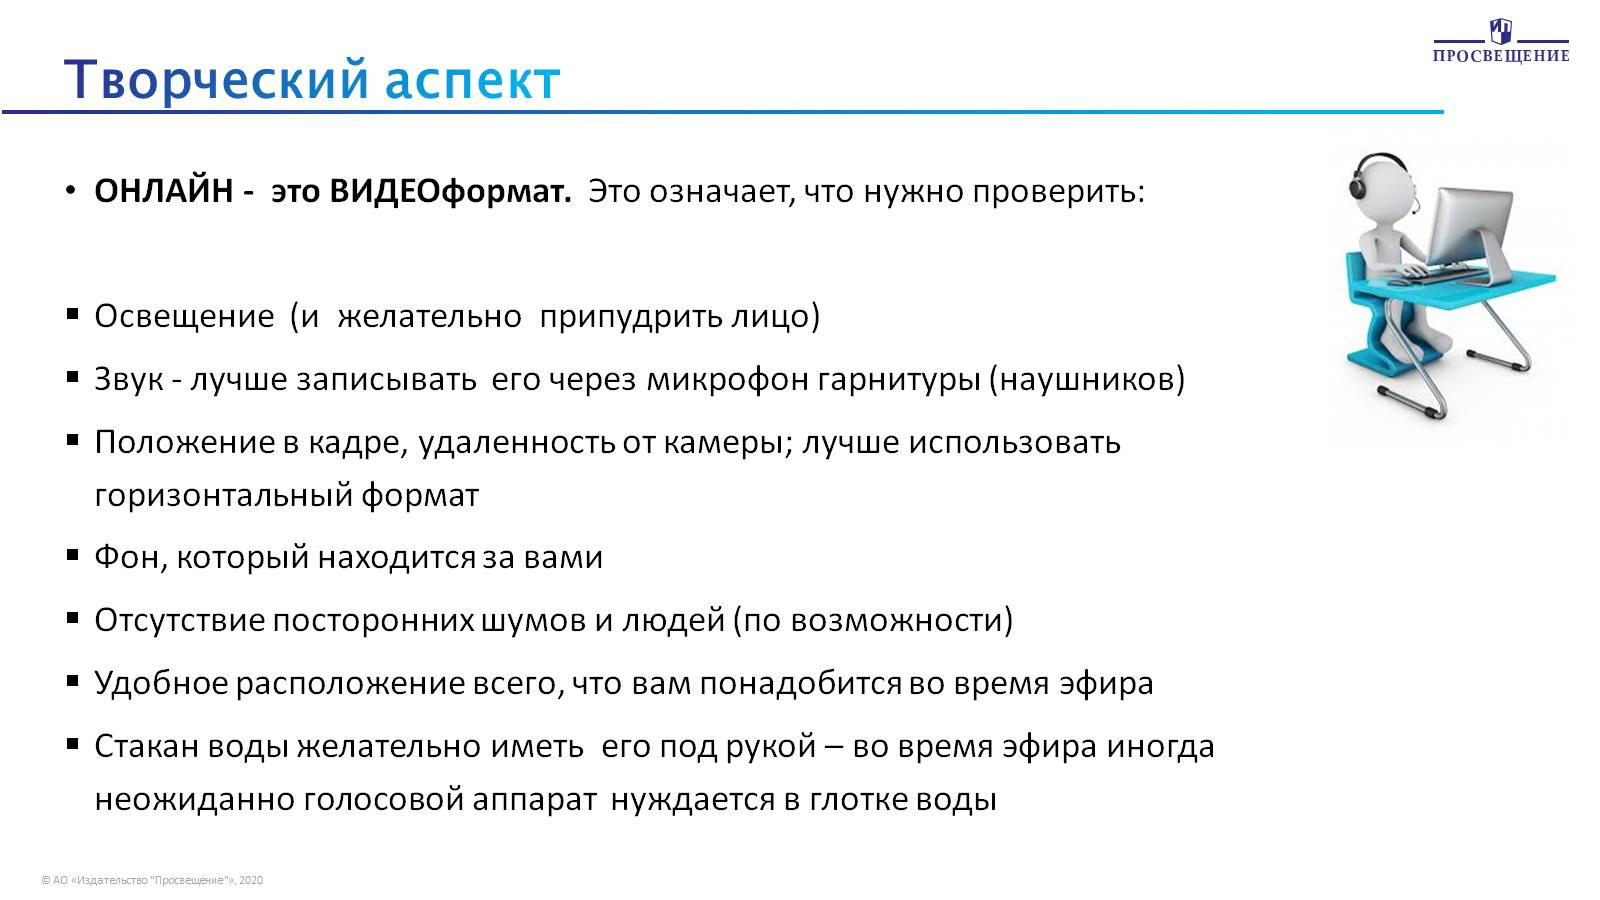 ИП
ПРОСВЕЩЕНИЕ
Творческий аспект
• ОНЛАЙН - это ВИДЕОформат. Это означает, что нужно проверить:
▪ Освещение (и желательно припудрить лицо)
▪ Звук - лучше записывать его через микрофон гарнитуры (наушников)
▪ Положение в кадре, удаленность от камеры; лучше использовать
горизонтальный формат
▪ Фон, который находится за вами
▪ Отсутствие посторонних шумов и людей (по возможности)
▪ Удобное расположение всего, что вам понадобится во время эфира
▪ Стакан воды желательно иметь его под рукой – во время эфира иногда
неожиданно голосовой аппарат нуждается в глотке воды
© АО «Издательство "Просвещение"», 2020